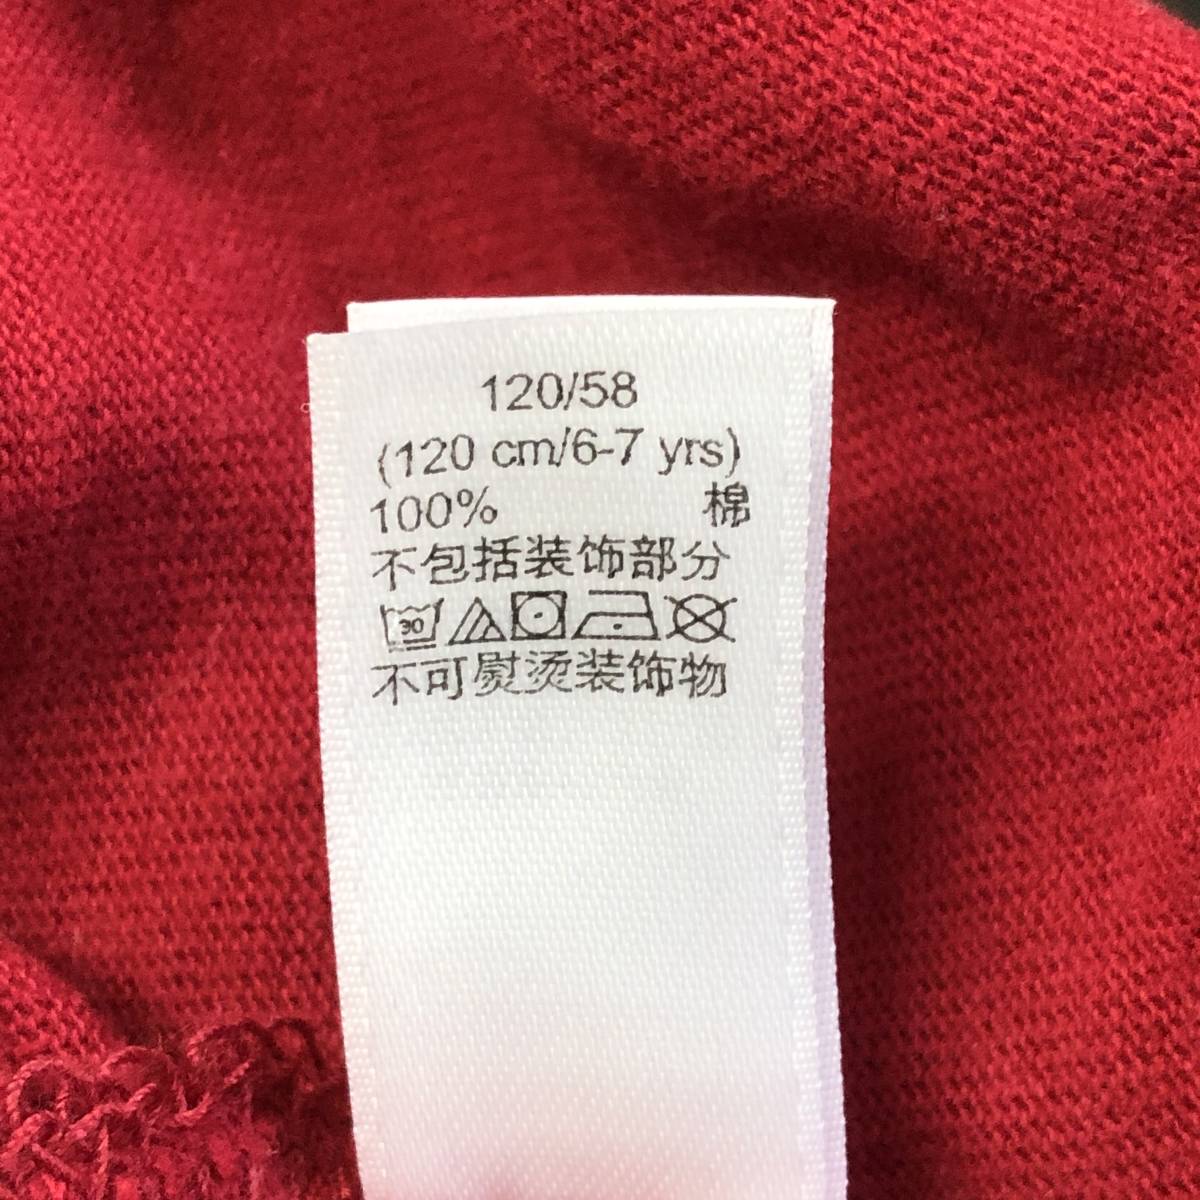 120/58
(120 cm/6-7 yrs)
100% 棉
不包括装饰部分
30
不可熨烫装饰物